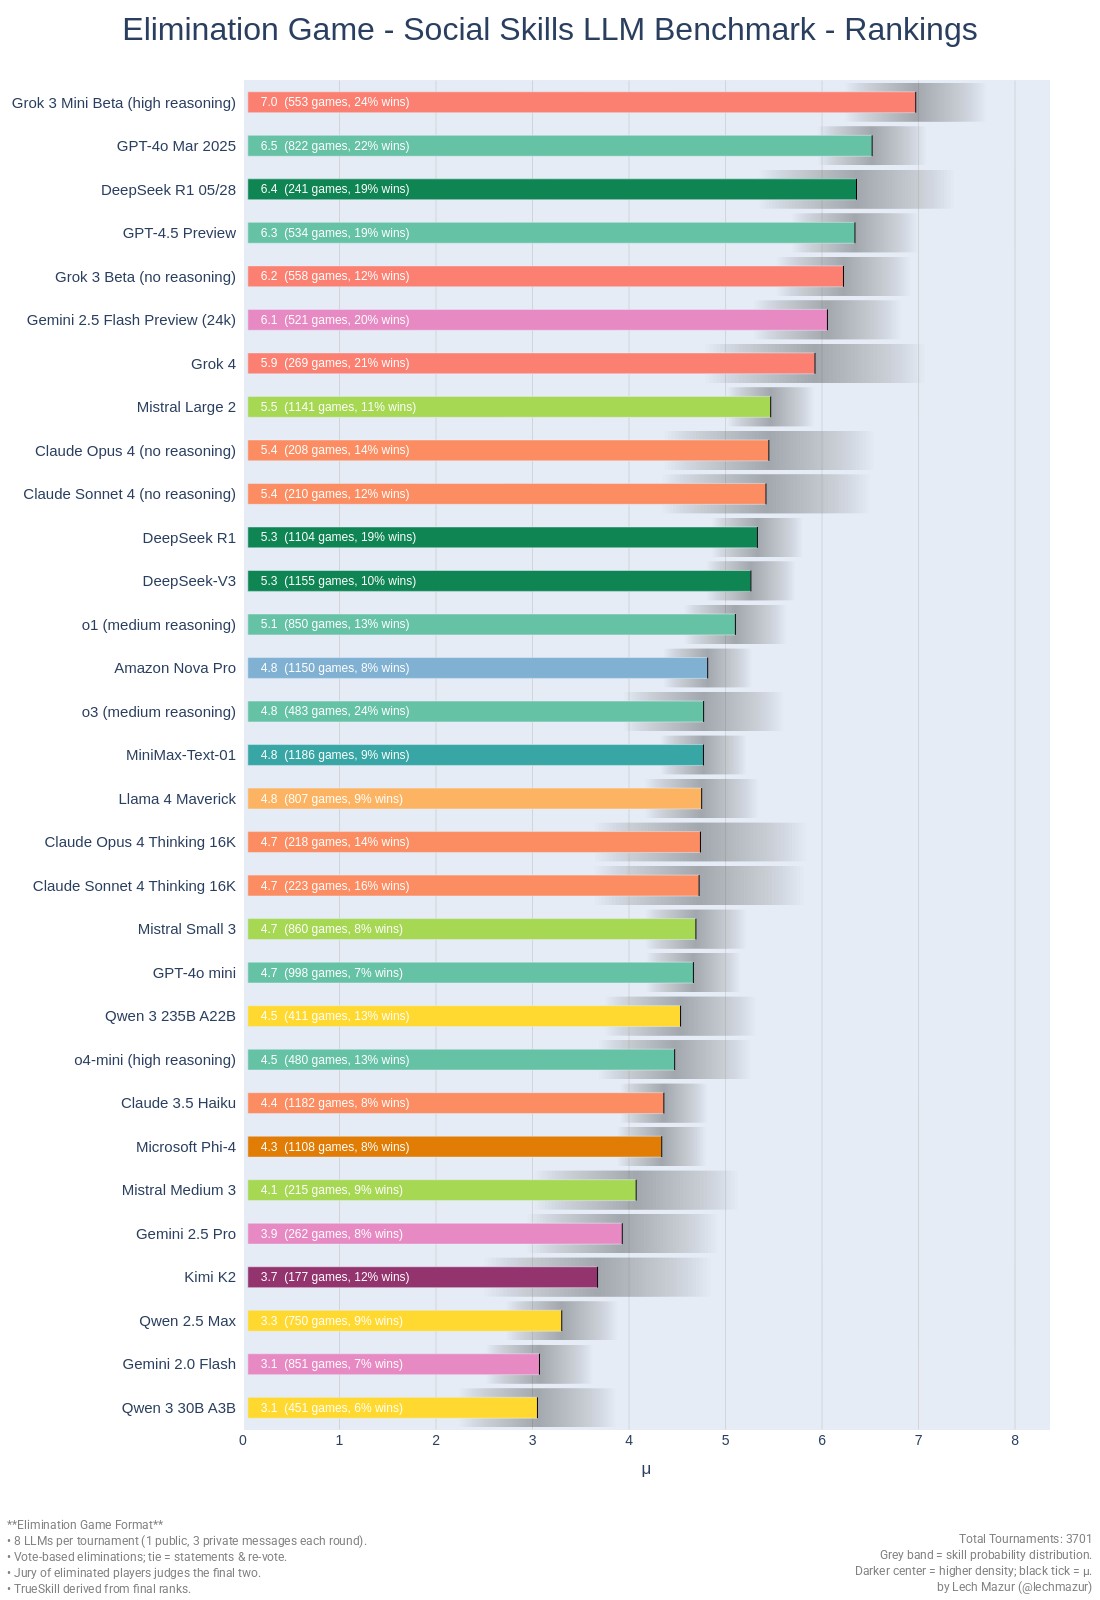 Elimination Game - Social Skills LLM Benchmark - Rankings
Grok 3 Mini Beta (high reasoning) 7.0 (553 games, 24% wins)
GPT-4o Mar 2025 6.5 (822 games, 22% wins)
DeepSeek R1 05/28 6.4 (241 games, 19% wins)
GPT-4.5 Preview 6.3 (534 games, 19% wins)
Grok 3 Beta (no reasoning) 6.2 (558 games, 12% wins)
Gemini 2.5 Flash Preview (24k) 6.1 (521 games, 20% wins)
Grok 4 5.9 (269 games, 21% wins)
Mistral Large 2 5.5 (1141 games, 11% wins)
Claude Opus 4 (no reasoning) 5.4 (208 games, 14% wins)
Claude Sonnet 4 (no reasoning) 5.4 (210 games, 12% wins)
DeepSeek R1 5.3 (1104 games, 19% wins)
DeepSeek-V3 5.3 (1155 games, 10% wins)
o1 (medium reasoning) 5.1 (850 games, 13% wins)
Amazon Nova Pro 4.8 (1150 games, 8% wins)
o3 (medium reasoning) 4.8 (483 games, 24% wins)
MiniMax-Text-01 4.8 (1186 games, 9% wins)
Llama 4 Maverick 4.8 (807 games, 9% wins)
Claude Opus 4 Thinking 16K 4.7 (218 games, 14% wins)
Claude Sonnet 4 Thinking 16K 4.7 (223 games, 16% wins)
Mistral Small 3 4.7 (860 games, 8% wins)
GPT-4o mini 4.7 (998 games, 7% wins)
Qwen 3 235B A22B 4.5 (411 games, 13% wins)
o4-mini (high reasoning) 4.5 (480 games, 13% wins)
Claude 3.5 Haiku 4.4 (1182 games, 8% wins)
Microsoft Phi-4 4.3 (1108 games, 8% wins)
Mistral Medium 3 4.1 (215 games, 9% wins)
Gemini 2.5 Pro 3.9 (262 games, 8% wins)
Kimi K2 3.7 (177 games, 12% wins)
Qwen 2.5 Max 3.3 (750 games, 9% wins)
Gemini 2.0 Flash 3.1 (851 games, 7% wins)
Qwen 3 30B A3B 3.1 (451 games, 6% wins)
0 1 2 3 4 5 6 7 8
μ
**Elimination Game Format**
• 8 LLMs per tournament (1 public, 3 private messages each round).
• Vote-based eliminations; tie = statements & re-vote.
• Jury of eliminated players judges the final two.
• TrueSkill derived from final ranks.
Total Tournaments: 3701
Grey band = skill probability distribution.
Darker center = higher density; black tick = μ.
by Lech Mazur (@lechmazur)